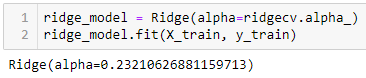 1 ridge_model = Ridge(alpha=ridgecv.alpha_)
2 ridge_model.fit(X_train, y_train)
Ridge(alpha=0.23210626881159713)